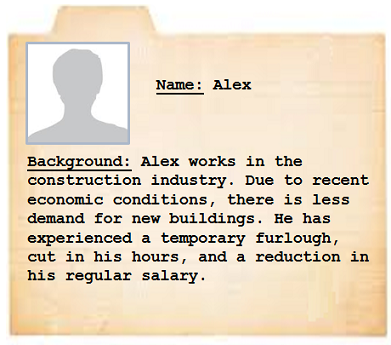 Name: Alex
Background: Alex works in the
construction industry. Due to recent
economic conditions, there is less
demand for new buildings. He has
experienced a temporary furlough,
cut in his hours, and a reduction in
his regular salary.